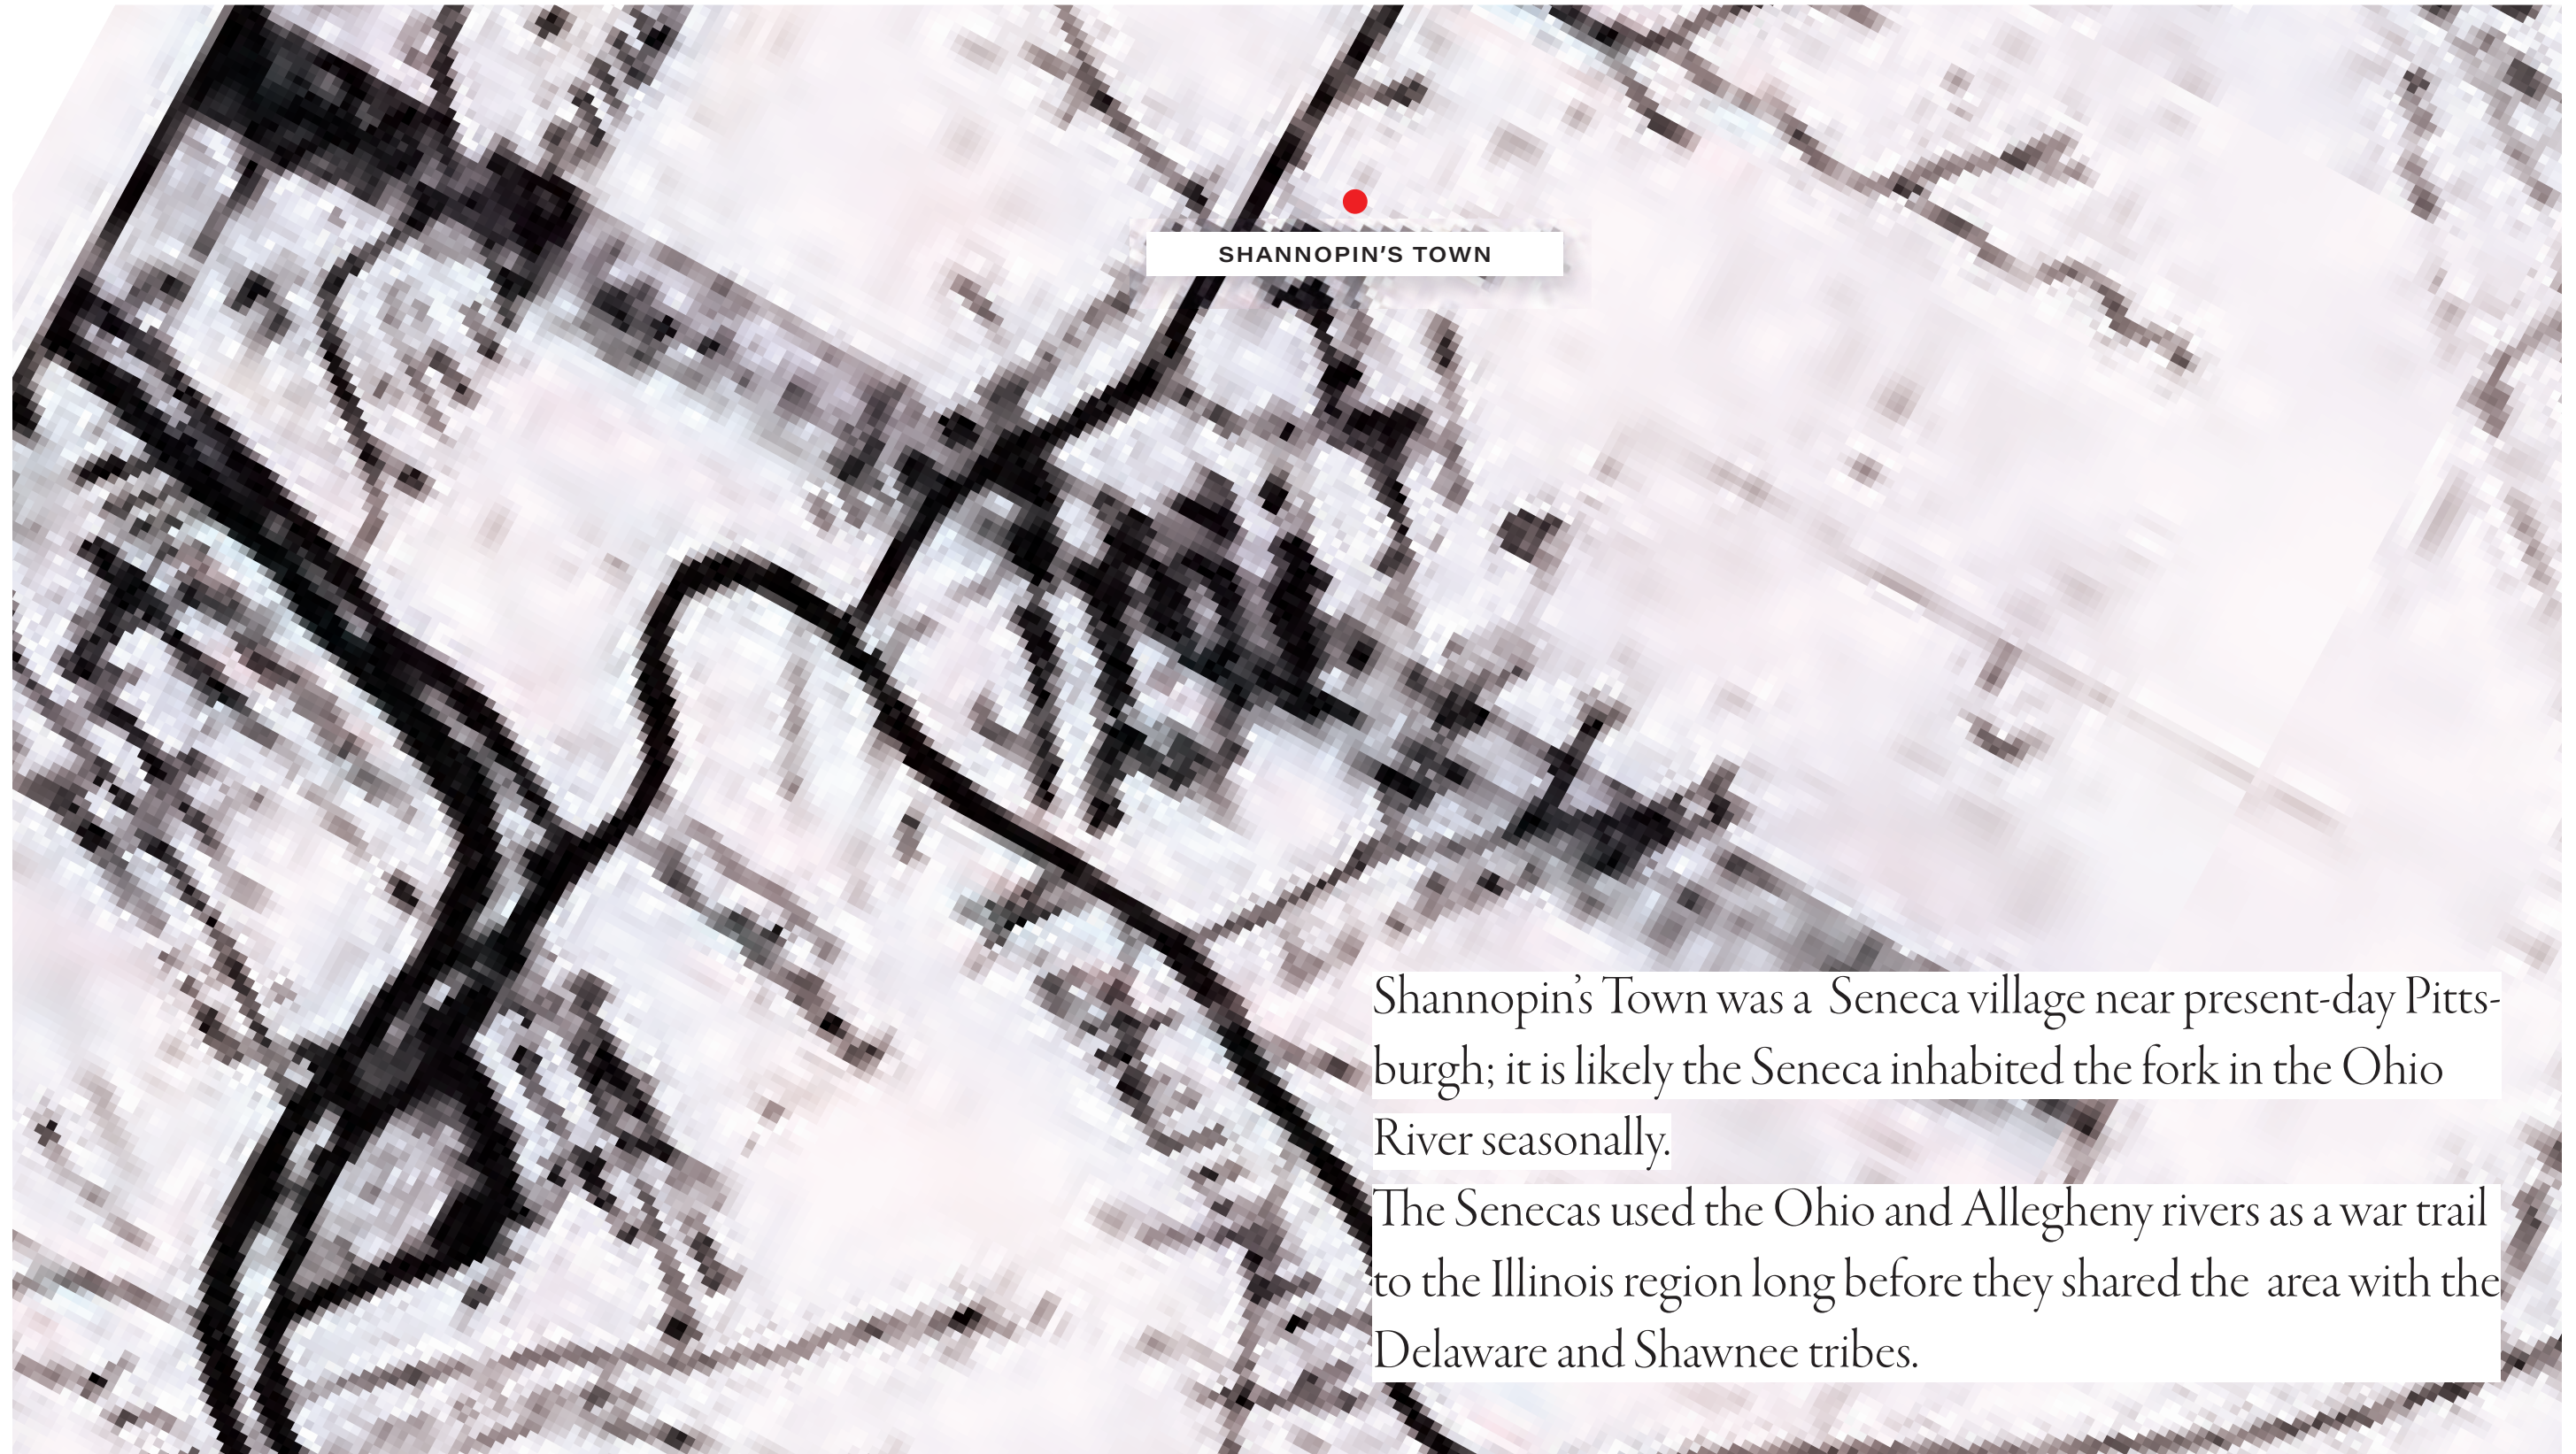 SHANNOPIN'S TOWN
Shannopin’s Town was a Seneca village near present-day Pitts-
burgh; it is likely the Seneca inhabited the fork in the Ohio
River seasonally.
The Senecas used the Ohio and Allegheny rivers as a war trail
to the Illinois region long before they shared the area with the
Delaware and Shawnee tribes.